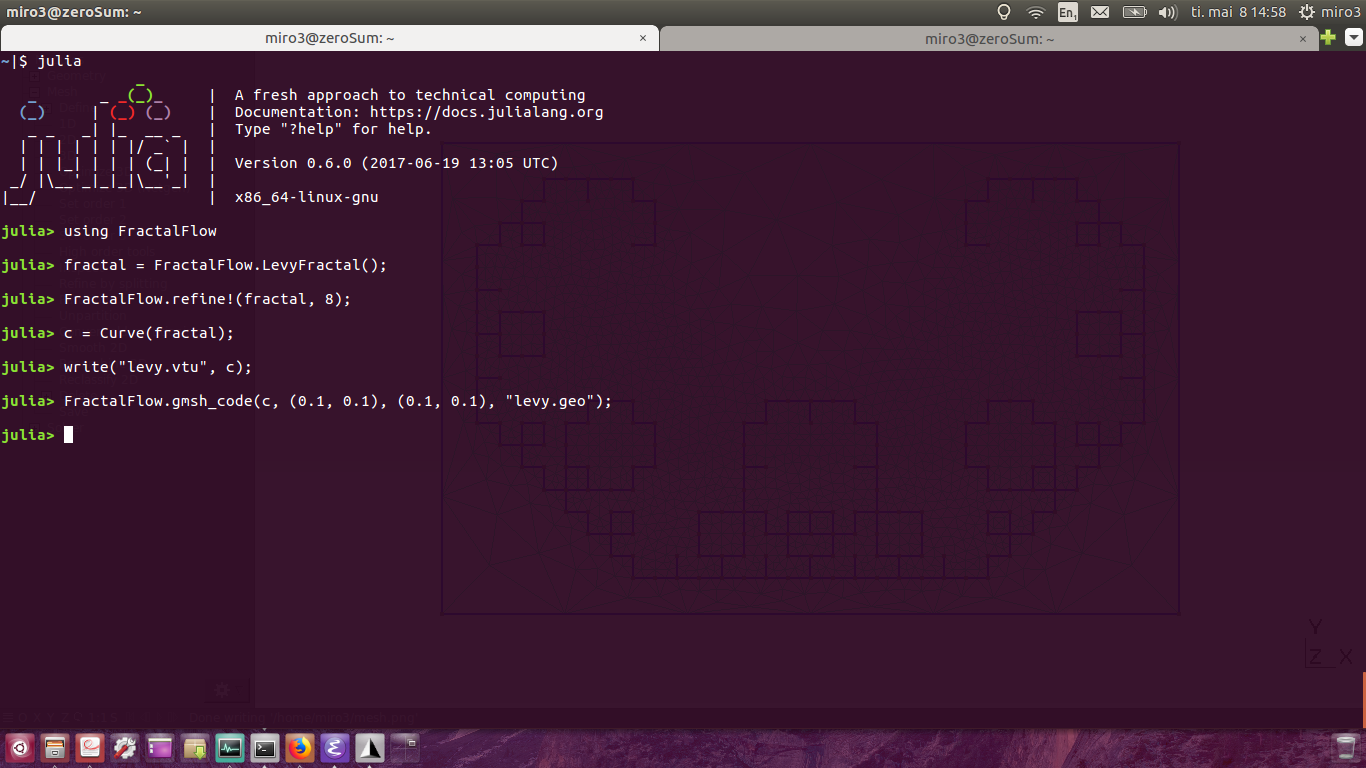 miro3@zeroSum: ~
En1
ti. mai 8 14:58
miro3
miro3@zeroSum: ~
miro3@zeroSum: ~
~|$ julia
| A fresh approach to technical computing
| Documentation: https://docs.julialang.org
| Type "?help" for help.
| Version 0.6.0 (2017-06-19 13:05 UTC)
| x86_64-linux-gnu
julia> using FractalFlow
julia> fractal = FractalFlow.LevyFractal();
julia> FractalFlow.refine!(fractal, 8);
julia> c = Curve(fractal);
julia> write("levy.vtu", c);
julia> FractalFlow.gmsh_code(c, (0.1, 0.1), (0.1, 0.1), "levy.geo");
julia>
Y
Z X